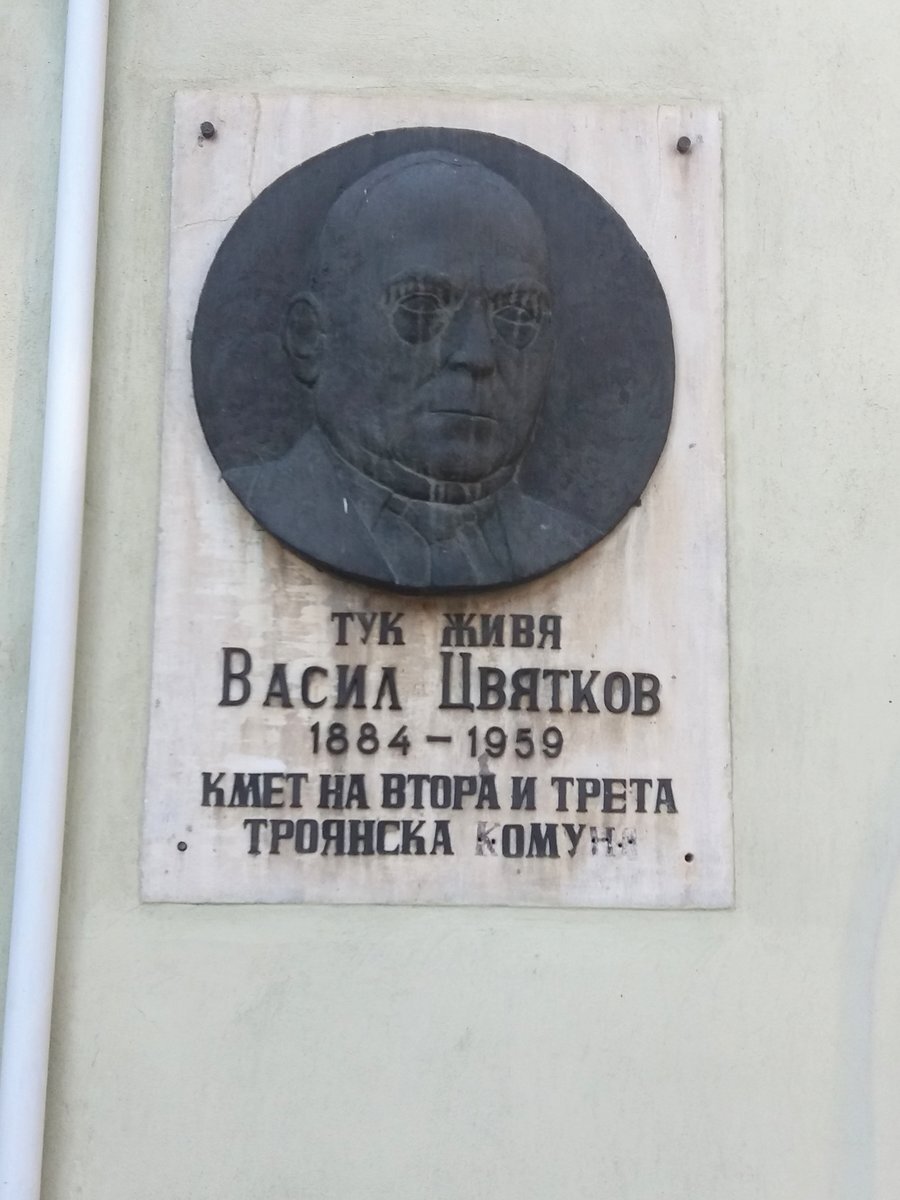 ТУК ЖИВЯ
ВАСИЛ ЦВЯТКОВ
1884 – 1959
КМЕТ НА ВТОРА И ТРЕТА
ТРОЯНСКА КОМУНА